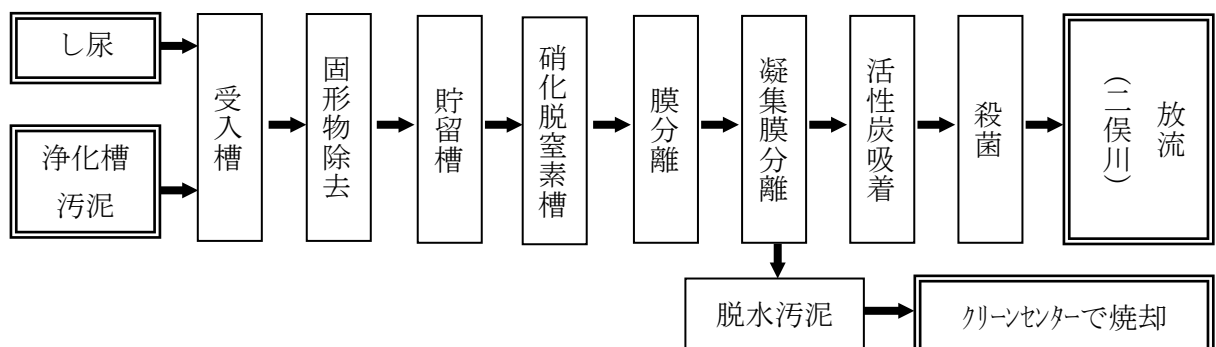 し尿
浄化槽
汚泥
受入槽
固形物除去
貯留槽
硝化脱窒素槽
膜分離
凝集膜分離
活性炭吸着
殺菌
放流
(二俣川)
脱水汚泥
クリーンセンターで焼却